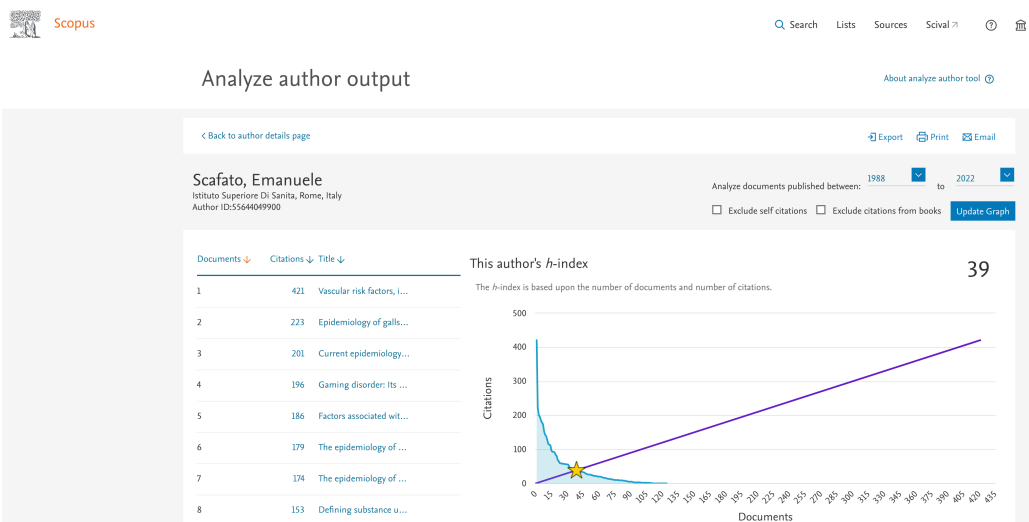 Scopus
Search Lists Sources Scival
Analyze author output
About analyze author tool
Back to author details page
Export Print Email
Scafato, Emanuele
Istituto Superiore Di Sanita, Rome, Italy
Author ID:55644049900
Analyze documents published between: 1988 to 2022
Exclude self citations Exclude citations from books Update Graph
Documents Citations Title
1 421 Vascular risk factors, i...
2 223 Epidemiology of galls...
3 201 Current epidemiology...
4 196 Gaming disorder: Its ...
5 186 Factors associated wit...
6 179 The epidemiology of ...
7 174 The epidemiology of ...
8 153 Defining substance u...
This author's h-index
39
The h-index is based upon the number of documents and number of citations.
500
400
300
200
100
0
Citations
0 15 30 45 60 75 90 105 120 135 150 165 180 195 210 225 240 255 270 285 300 315 330 345 360 375 390 405 420 435
Documents